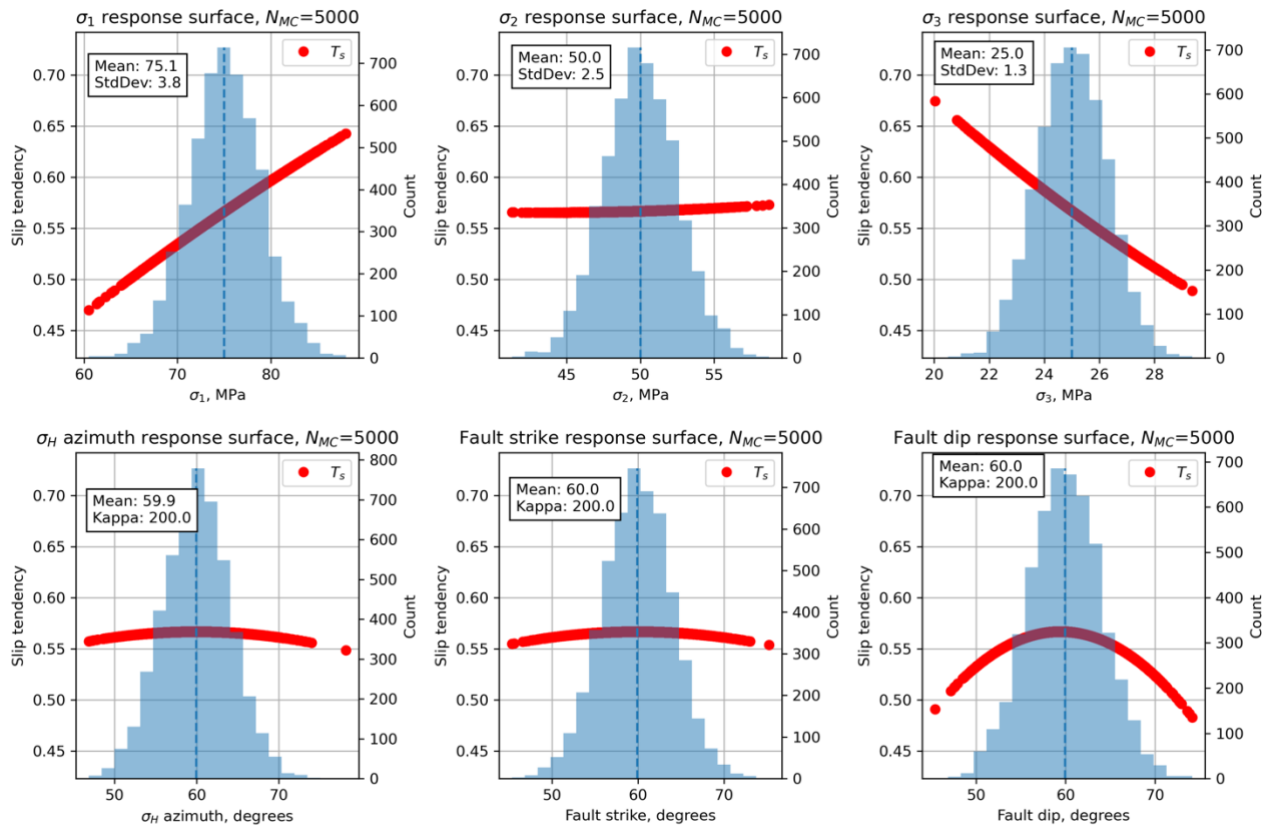 σ1 response surface, NMC=5000
Mean: 75.1
StdDev: 3.8
Ts
Slip tendency
0.70
0.65
0.60
0.55
0.50
0.45
700
600
500
400
300
200
100
0
Count
60 70 80
σ1, MPa
σ2 response surface, NMC=5000
Mean: 50.0
StdDev: 2.5
Ts
Slip tendency
0.70
0.65
0.60
0.55
0.50
0.45
700
600
500
400
300
200
100
0
Count
45 50 55
σ2, MPa
σ3 response surface, NMC=5000
Mean: 25.0
StdDev: 1.3
Ts
Slip tendency
0.70
0.65
0.60
0.55
0.50
0.45
700
600
500
400
300
200
100
0
Count
20 22 24 26 28
σ3, MPa
σH azimuth response surface, NMC=5000
Mean: 59.9
Kappa: 200.0
Ts
Slip tendency
0.70
0.65
0.60
0.55
0.50
0.45
800
700
600
500
400
300
200
100
0
Count
50 60 70
σH azimuth, degrees
Fault strike response surface, NMC=5000
Mean: 60.0
Kappa: 200.0
Ts
Slip tendency
0.70
0.65
0.60
0.55
0.50
0.45
700
600
500
400
300
200
100
0
Count
50 60 70
Fault strike, degrees
Fault dip response surface, NMC=5000
Mean: 60.0
Kappa: 200.0
Ts
Slip tendency
0.70
0.65
0.60
0.55
0.50
0.45
700
600
500
400
300
200
100
0
Count
50 60 70
Fault dip, degrees